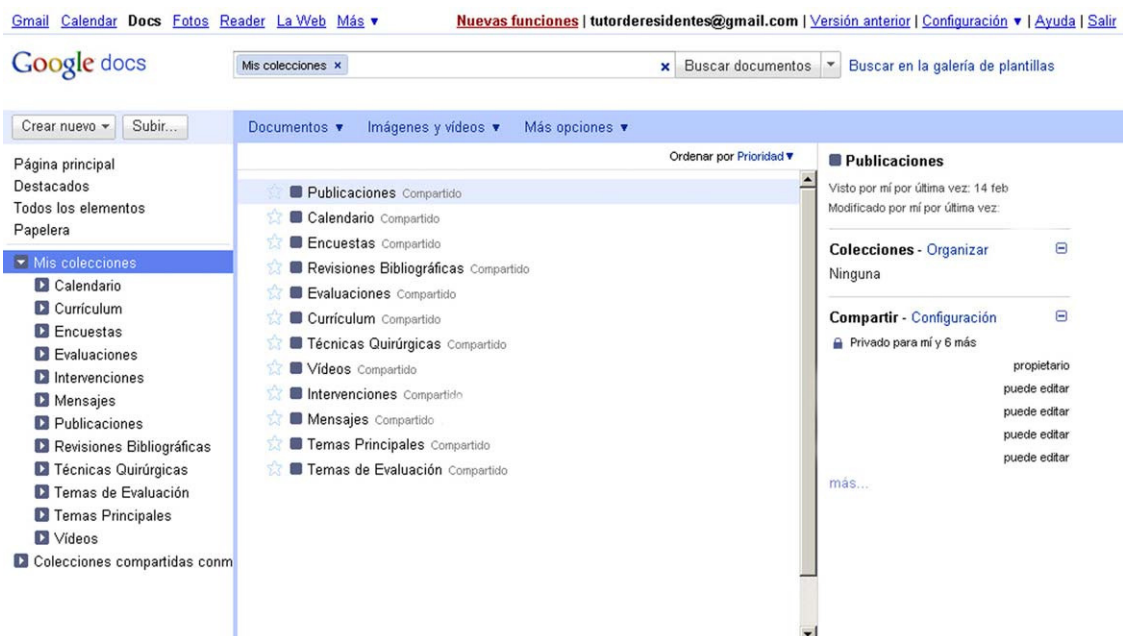 Gmail Calendar Docs Fotos Reader La Web Más ▼ Nuevas funciones | tutorderesidentes@gmail.com | Versión anterior | Configuración ▼ | Ayuda | Salir
Google docs
Mis colecciones × × Buscar documentos Buscar en la galería de plantillas
Crear nuevo Subir...
Documentos ▼ Imágenes y vídeos ▼ Más opciones ▼
Página principal
Destacados
Todos los elementos
Papelera
Mis colecciones
Calendario
Currículum
Encuestas
Evaluaciones
Intervenciones
Mensajes
Publicaciones
Revisiones Bibliográficas
Técnicas Quirúrgicas
Temas de Evaluación
Temas Principales
Vídeos
Colecciones compartidas conm
Ordenar por Prioridad ▼
Publicaciones Compartido
Calendario Compartido
Encuestas Compartido
Revisiones Bibliográficas Compartido
Evaluaciones Compartido
Currículum Compartido
Técnicas Quirúrgicas Compartido
Vídeos Compartido
Intervenciones Compartido
Mensajes Compartido
Temas Principales Compartido
Temas de Evaluación Compartido
Publicaciones
Visto por mí por última vez: 14 feb
Modificado por mí por última vez:
Colecciones - Organizar
Ninguna
Compartir - Configuración
Privado para mí y 6 más
propietario
puede editar
puede editar
puede editar
puede editar
más...